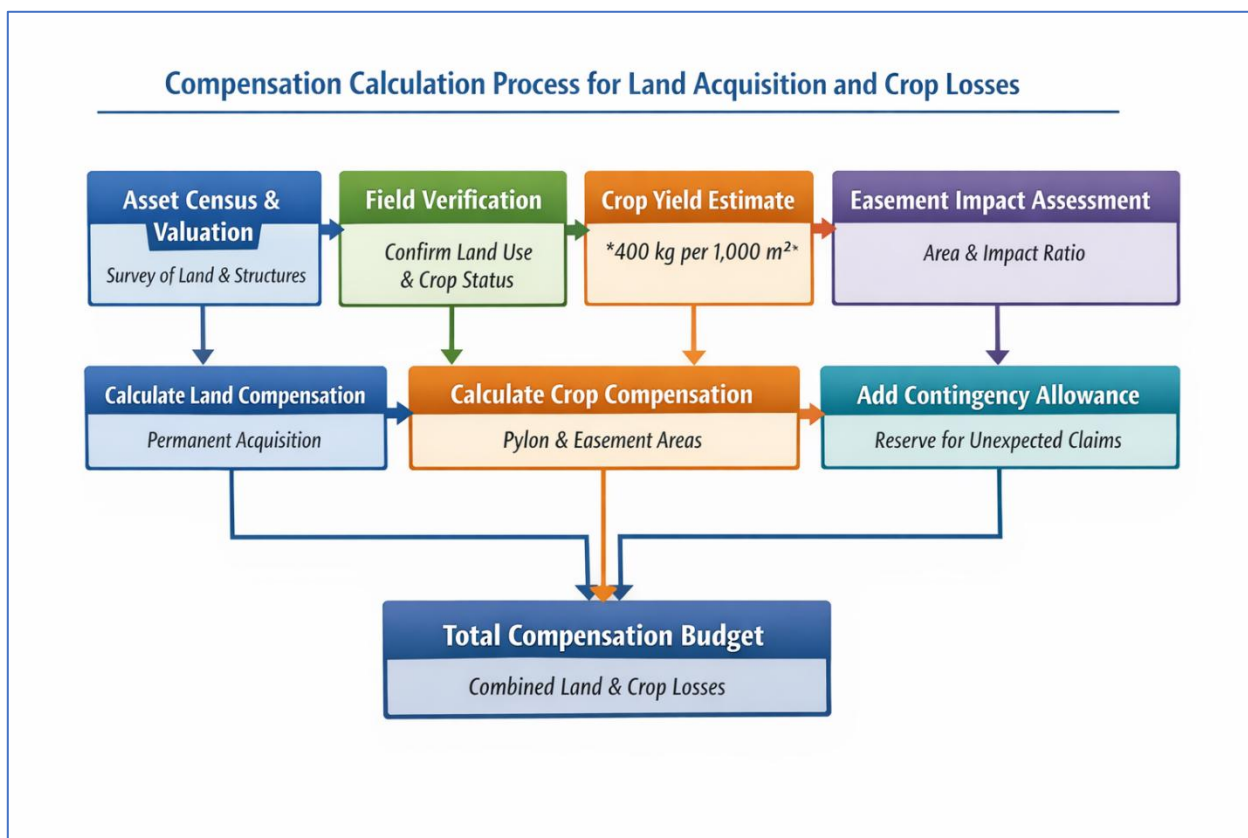 Compensation Calculation Process for Land Acquisition and Crop Losses
Asset Census &
Valuation
Survey of Land & Structures
Field Verification
Confirm Land Use
& Crop Status
Crop Yield Estimate
*400 kg per 1,000 m²*
Easement Impact Assessment
Area & Impact Ratio
Calculate Land Compensation
Permanent Acquisition
Calculate Crop Compensation
Pylon & Easement Areas
Add Contingency Allowance
Reserve for Unexpected Claims
Total Compensation Budget
Combined Land & Crop Losses